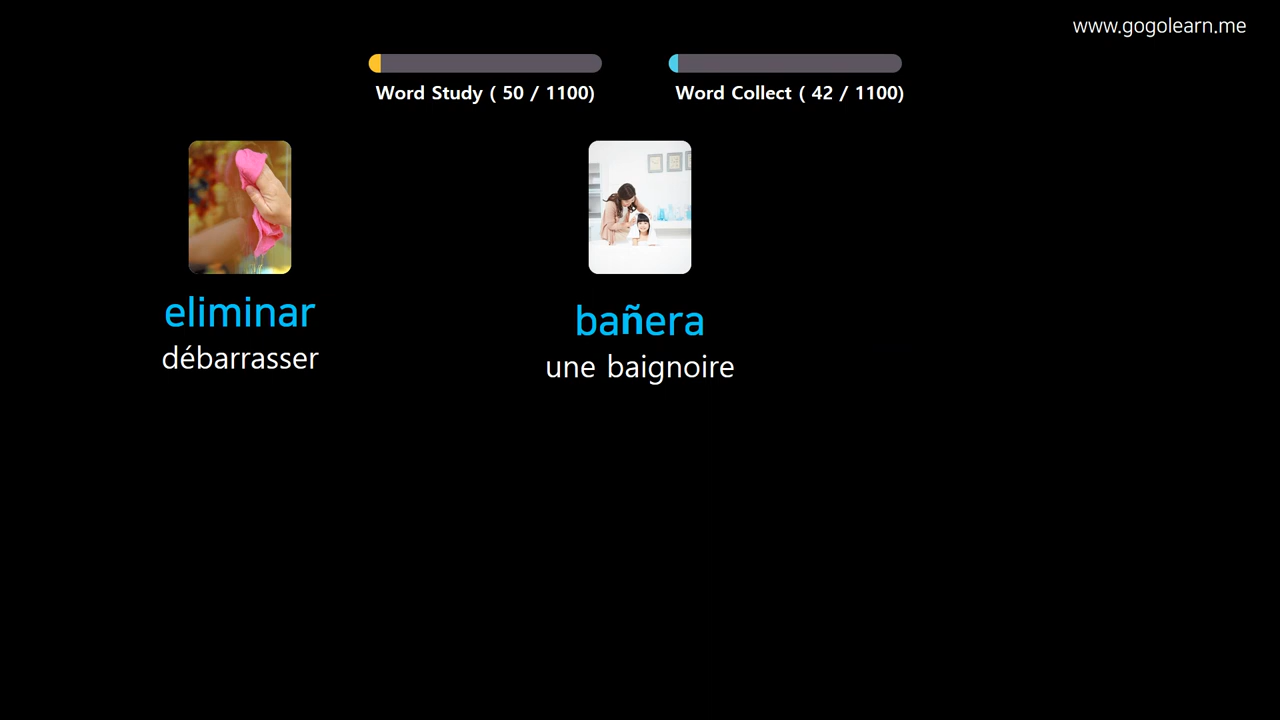 www.gogolearn.me
Word Study ( 50 / 1100)
Word Collect ( 42 / 1100)
eliminar
débarrasser
bañera
une baignoire